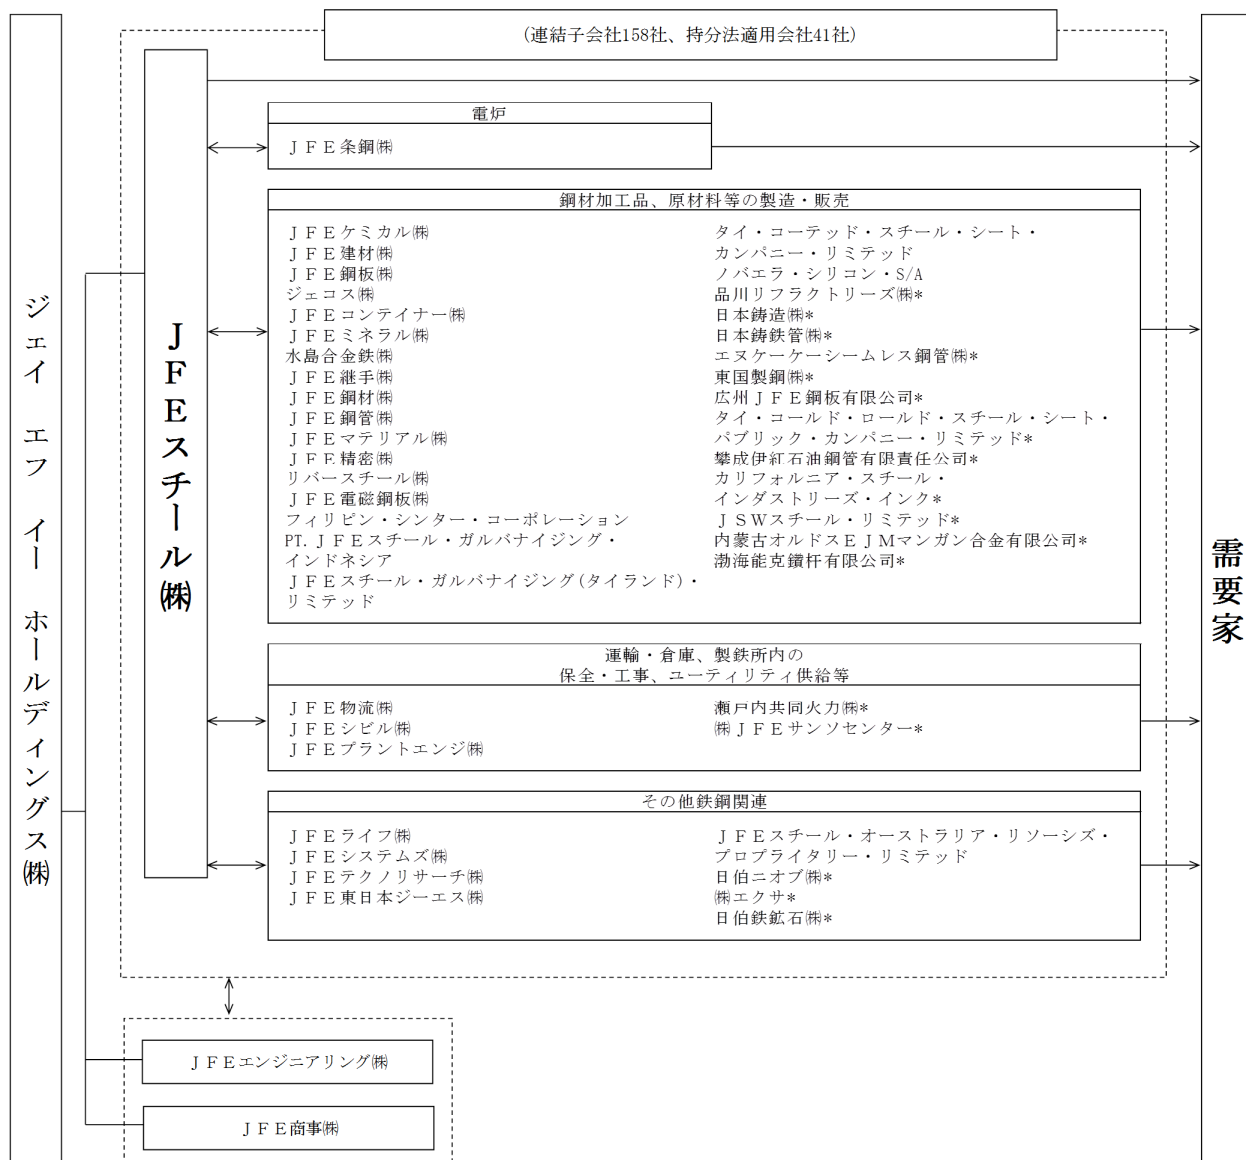 (連結子会社158社、持分法適用会社41社)
ジェイ エフ イー ホールディングス㈱
ＪＦＥスチール㈱
需要家
電炉
ＪＦＥ条鋼㈱
鋼材加工品、原材料等の製造・販売
ＪＦＥケミカル㈱
ＪＦＥ建材㈱
ＪＦＥ鋼板㈱
ジェコス㈱
ＪＦＥコンテイナー㈱
ＪＦＥミネラル㈱
水島合金鉄㈱
ＪＦＥ継手㈱
ＪＦＥ鋼材㈱
ＪＦＥ鋼管㈱
ＪＦＥマテリアル㈱
ＪＦＥ精密㈱
リバースチール㈱
ＪＦＥ電磁鋼板㈱
フィリピン・シンター・コーポレーション
PT.ＪＦＥスチール・ガルバナイジング・
インドネシア
ＪＦＥスチール・ガルバナイジング(タイランド)・
リミテッド
タイ・コーテッド・スチール・シート・
カンパニー・リミテッド
ノバエラ・シリコン・S/A
品川リフラクトリーズ㈱*
日本鋳造㈱*
日本鋳鉄管㈱*
エヌケーケーシームレス鋼管㈱*
東国製鋼㈱*
広州ＪＦＥ鋼板有限公司*
タイ・コールド・ロールド・スチール・シート・
パブリック・カンパニー・リミテッド*
攀成伊紅石油鋼管有限責任公司*
カリフォルニア・スチール・
インダストリーズ・インク*
ＪＳＷスチール・リミテッド*
内蒙古オルドスＥＪＭマンガン合金有限公司*
渤海能克鑽杆有限公司*
運輸・倉庫、製鉄所内の
保全・工事、ユーティリティ供給等
ＪＦＥ物流㈱
ＪＦＥシビル㈱
ＪＦＥプラントエンジ㈱
瀬戸内共同火力㈱*
㈱ＪＦＥサンソセンター*
その他鉄鋼関連
ＪＦＥライフ㈱
ＪＦＥシステムズ㈱
ＪＦＥテクノリサーチ㈱
ＪＦＥ東日本ジーエス㈱
ＪＦＥスチール・オーストラリア・リソーシズ・
プロプライタリー・リミテッド
日伯ニオブ㈱*
㈱エクサ*
日伯鉄鉱石㈱*
ＪＦＥエンジニアリング㈱
ＪＦＥ商事㈱